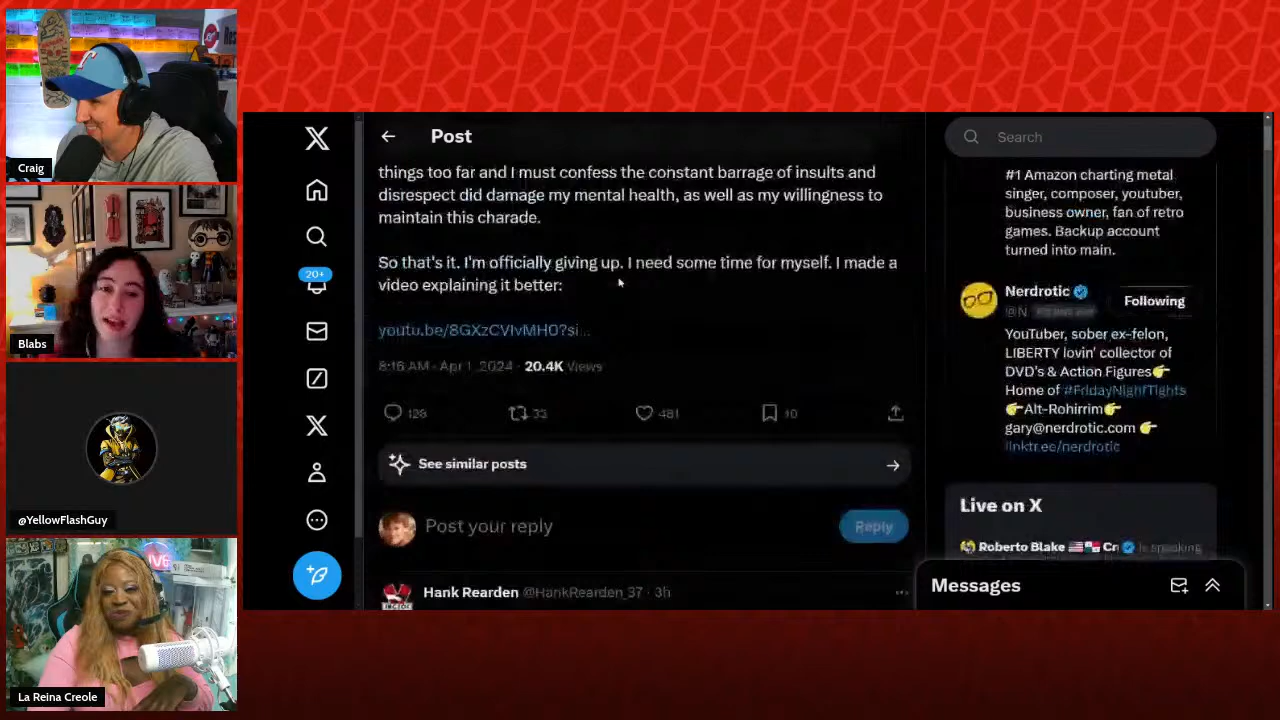 Craig
Blabs
@YellowFlashGuy
La Reina Creole
20+
Post
things too far and I must confess the constant barrage of insults and
disrespect did damage my mental health, as well as my willingness to
maintain this charade.
So that's it. I'm officially giving up. I need some time for myself. I made a
video explaining it better:
youtu.be/8GXzCVIvMH0?si...
8:16 AM · Apr 1, 2024 · 20.4K Views
128
33
481
10
See similar posts
Post your reply
Reply
Hank Rearden @HankRearden_37 · 3h
Search
#1 Amazon charting metal
singer, composer, youtuber,
business owner, fan of retro
games. Backup account
turned into main.
Nerdrotic
Following
YouTuber, sober ex-felon,
LIBERTY lovin' collector of
DVD's & Action Figures👉
Home of #FridayNightTights
👉Alt-Rohirrim👉
gary@nerdrotic.com 👉
linktr.ee/nerdrotic
Live on X
Roberto Blake 🇺🇸🇵🇦 Cr is speaking
Messages